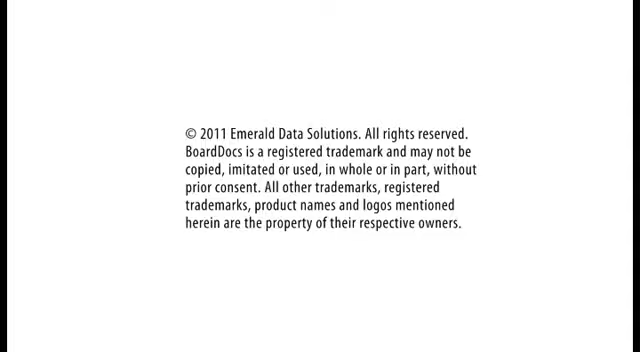 © 2011 Emerald Data Solutions. All rights reserved.
BoardDocs is a registered trademark and may not be
copied, imitated or used, in whole or in part, without
prior consent. All other trademarks, registered
trademarks, product names and logos mentioned
herein are the property of their respective owners.